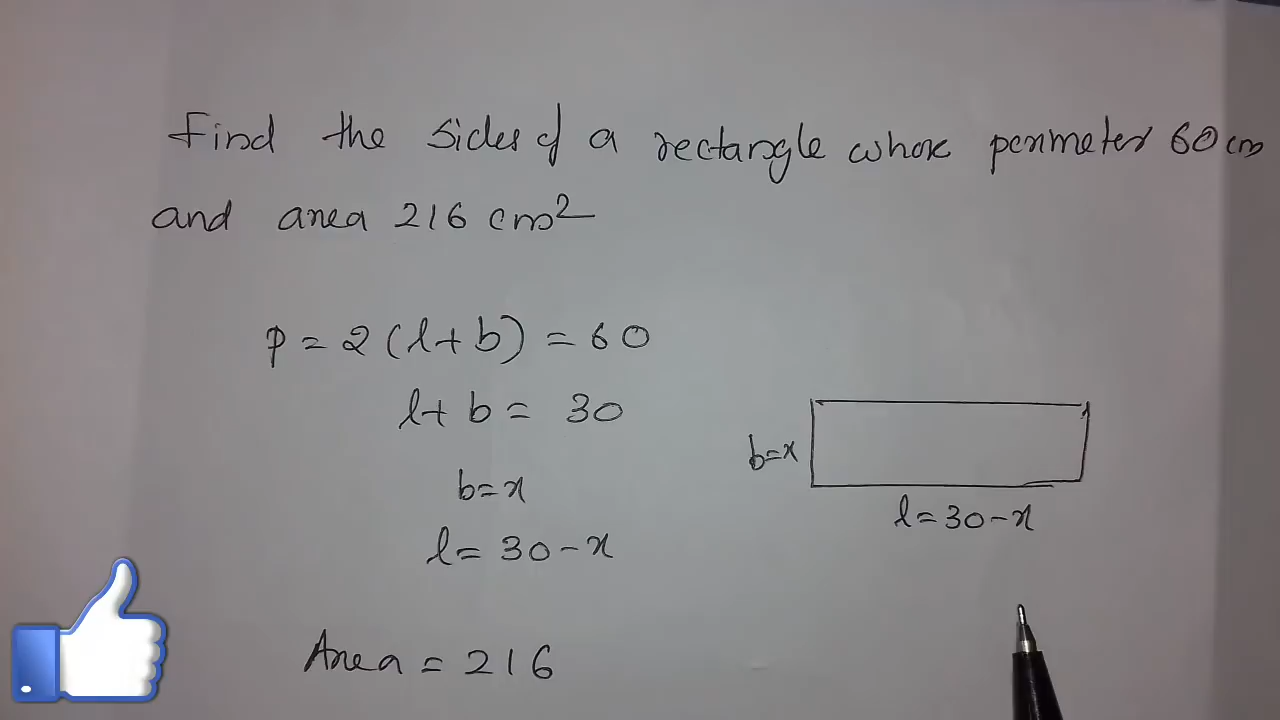 Find the sides of a rectangle whose perimeter 60 cm
and area 216 cm²
P = 2 (l + b) = 60
l + b = 30
b = x
l = 30 - x
b = x
l = 30 - x
Area = 216